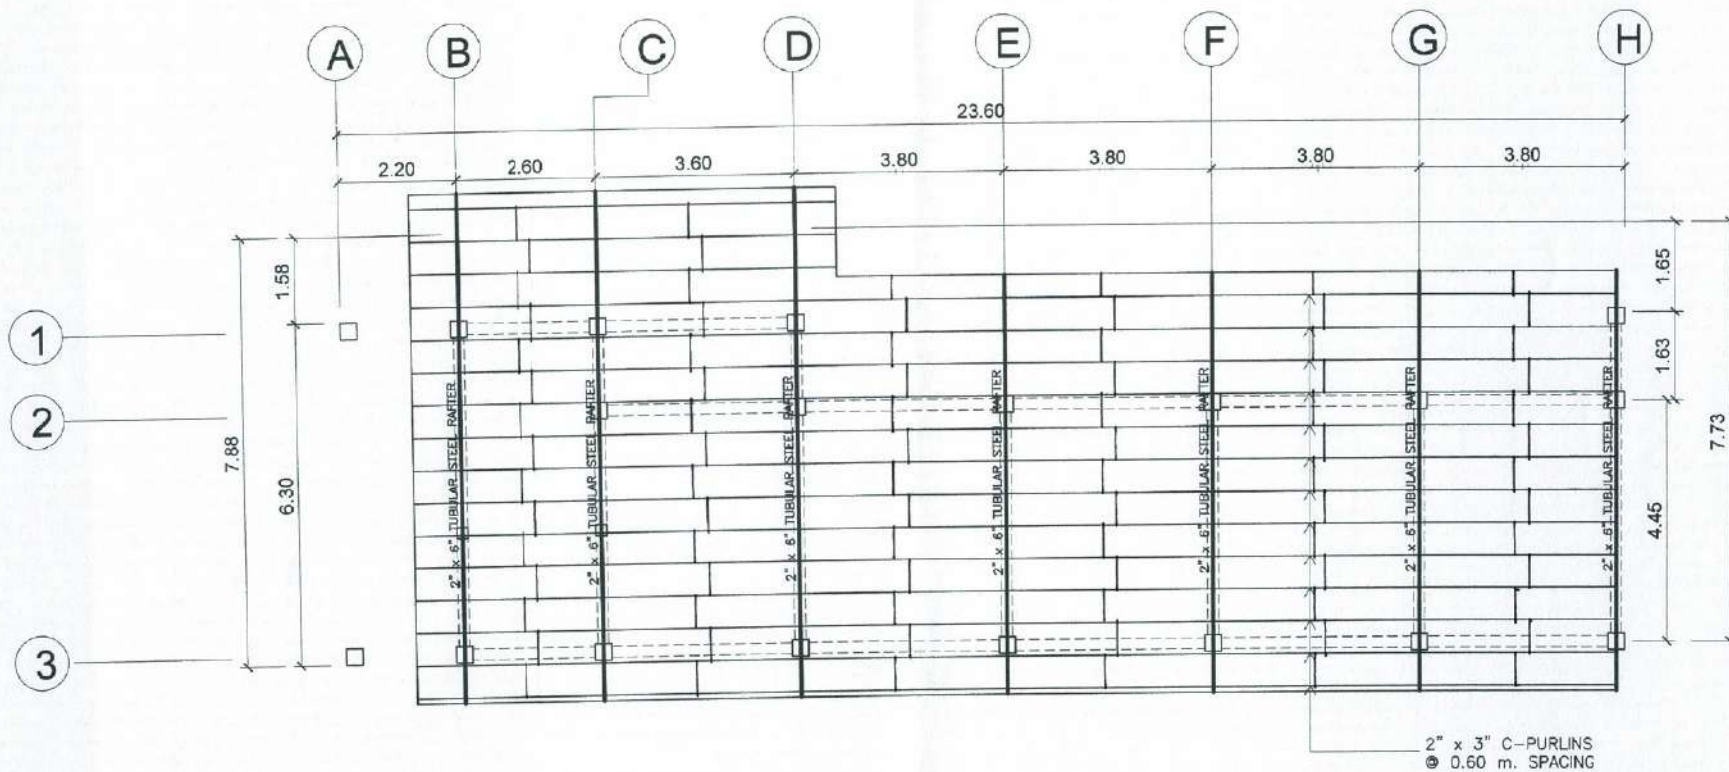 A B C D E F G H
23.60
2.20 2.60 3.60 3.80 3.80 3.80 3.80
1.58
1.65
1
1.63
2
7.88
6.30
7.73
4.45
3
2" x 6" TUBULAR STEEL RAFTER
2" x 6" TUBULAR STEEL RAFTER
2" x 6" TUBULAR STEEL RAFTER
2" x 6" TUBULAR STEEL RAFTER
2" x 6" TUBULAR STEEL RAFTER
2" x 6" TUBULAR STEEL RAFTER
2" x 6" TUBULAR STEEL RAFTER
2" x 3" C-PURLINS
@ 0.60 m. SPACING